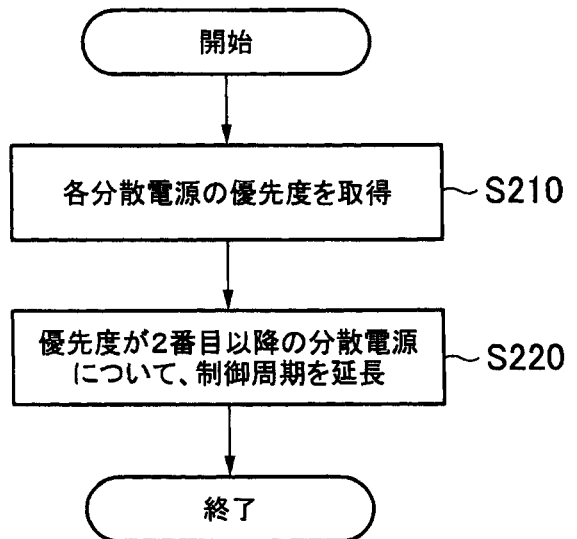 開始
各分散電源の優先度を取得
S210
優先度が2番目以降の分散電源
について、制御周期を延長
S220
終了